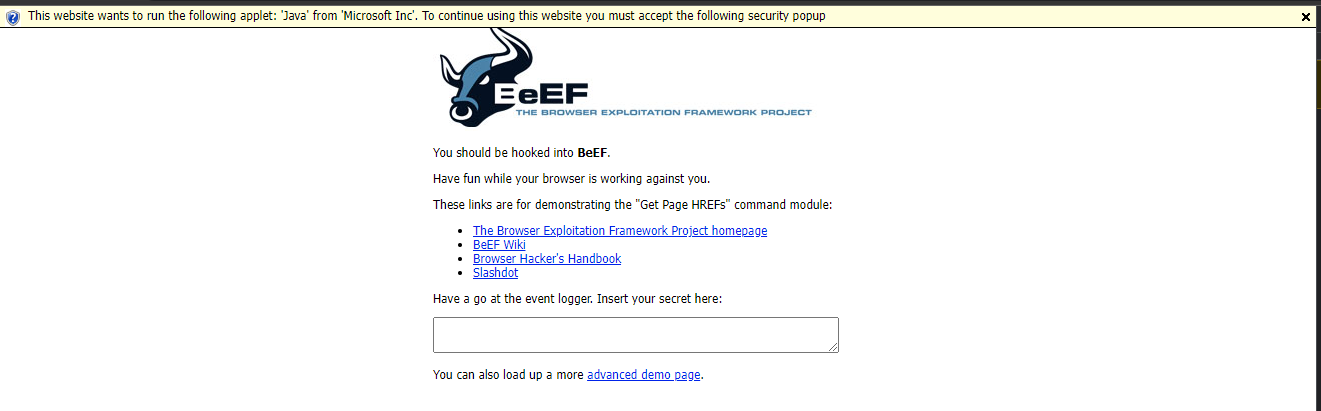 This website wants to run the following applet: 'Java' from 'Microsoft Inc'. To continue using this website you must accept the following security popup
BeEF
THE BROWSER EXPLOITATION FRAMEWORK PROJECT
You should be hooked into BeEF.
Have fun while your browser is working against you.
These links are for demonstrating the "Get Page HREFs" command module:
The Browser Exploitation Framework Project homepage
BeEF Wiki
Browser Hacker's Handbook
Slashdot
Have a go at the event logger. Insert your secret here:
You can also load up a more advanced demo page.